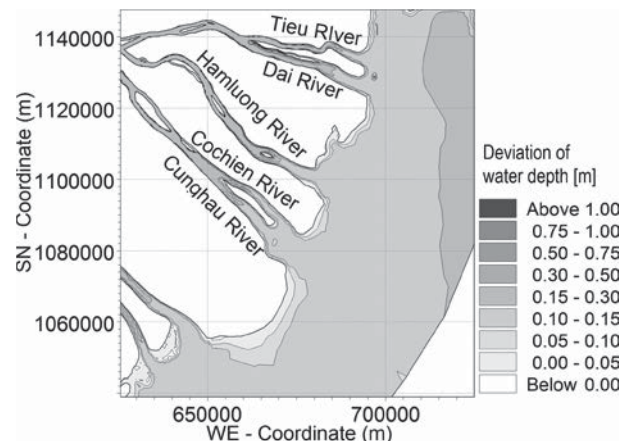 1140000
1120000
1100000
1080000
1060000
SN - Coordinate (m)
Tieu RIver
Dai River
Hamluong River
Cochien River
Cunghau River
650000
700000
WE - Coordinate (m)
Deviation of
water depth [m]
Above 1.00
0.75 - 1.00
0.50 - 0.75
0.30 - 0.50
0.15 - 0.30
0.10 - 0.15
0.05 - 0.10
0.00 - 0.05
Below 0.00